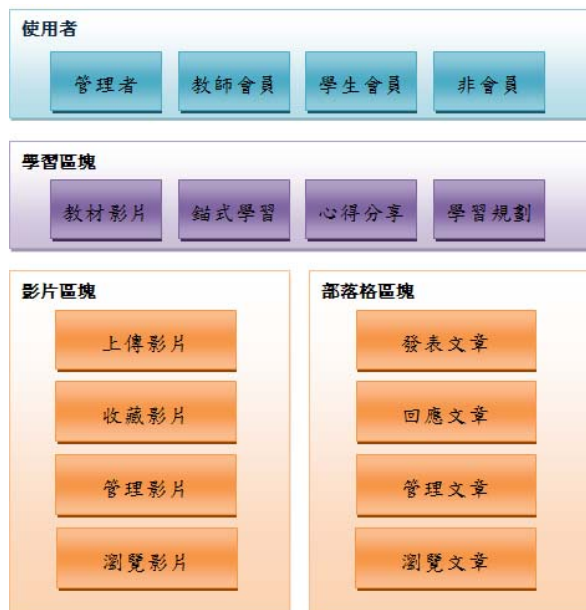 使用者
管理者 教師會員 學生會員 非會員
學習區塊
教材影片 錨式學習 心得分享 學習規劃
影片區塊
上傳影片
收藏影片
管理影片
瀏覽影片
部落格區塊
發表文章
回應文章
管理文章
瀏覽文章